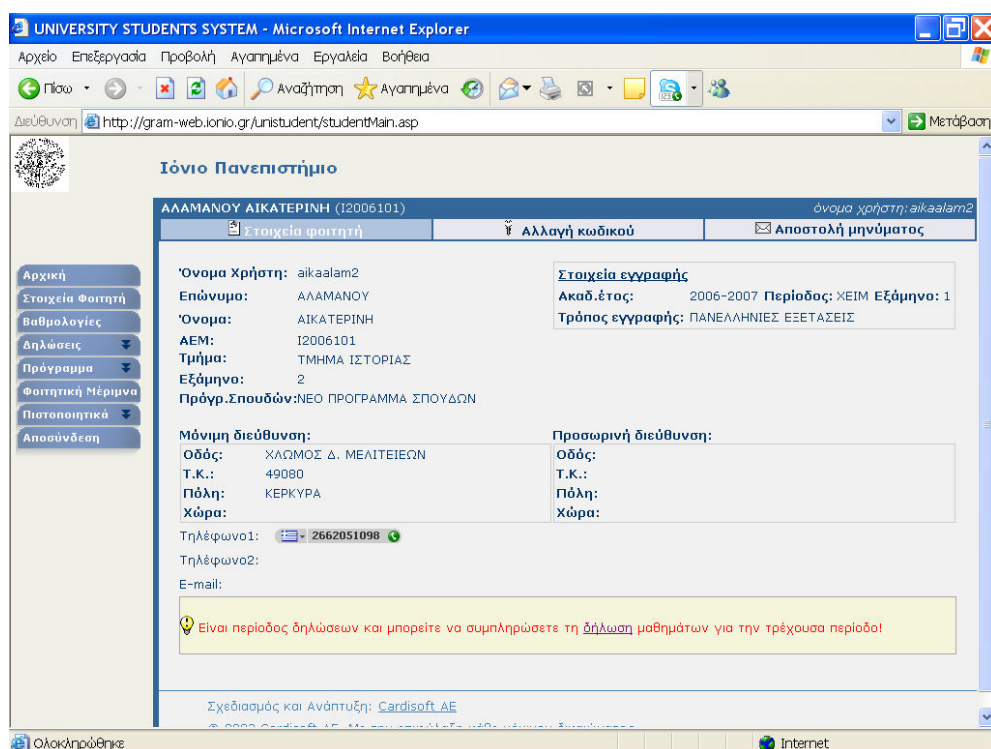 UNIVERSITY STUDENTS SYSTEM - Microsoft Internet Explorer
Αρχείο Επεξεργασία Προβολή Αγαπημένα Εργαλεία Βοήθεια
Πίσω Αναζήτηση Αγαπημένα
Διεύθυνση http://gram-web.ionio.gr/unistudent/studentMain.asp Μετάβαση
Ιόνιο Πανεπιστήμιο
ΑΛΑΜΑΝΟΥ ΑΙΚΑΤΕΡΙΝΗ (Ι2006101) όνομα χρήστη: aikaalam2
Στοιχεία φοιτητή Αλλαγή κωδικού Αποστολή μηνύματος
Αρχική
Στοιχεία Φοιτητή
Βαθμολογίες
Δηλώσεις
Πρόγραμμα
Φοιτητική Μέριμνα
Πιστοποιητικά
Αποσύνδεση
Όνομα Χρήστη: aikaalam2
Επώνυμο: ΑΛΑΜΑΝΟΥ
Όνομα: ΑΙΚΑΤΕΡΙΝΗ
ΑΕΜ: Ι2006101
Τμήμα: ΤΜΗΜΑ ΙΣΤΟΡΙΑΣ
Εξάμηνο: 2
Πρόγρ.Σπουδών:ΝΕΟ ΠΡΟΓΡΑΜΜΑ ΣΠΟΥΔΩΝ
Στοιχεία εγγραφής
Ακαδ.έτος: 2006-2007 Περίοδος: ΧΕΙΜ Εξάμηνο: 1
Τρόπος εγγραφής: ΠΑΝΕΛΛΗΝΙΕΣ ΕΞΕΤΑΣΕΙΣ
Μόνιμη διεύθυνση:
Οδός: ΧΛΩΜΟΣ Δ. ΜΕΛΙΤΕΙΕΩΝ
Τ.Κ.: 49080
Πόλη: ΚΕΡΚΥΡΑ
Χώρα:
Προσωρινή διεύθυνση:
Οδός:
Τ.Κ.:
Πόλη:
Χώρα:
Τηλέφωνο1: 2662051098
Τηλέφωνο2:
E-mail:
Είναι περίοδος δηλώσεων και μπορείτε να συμπληρώσετε τη δήλωση μαθημάτων για την τρέχουσα περίοδο!
Σχεδιασμός και Ανάπτυξη: Cardisoft AE
Ολοκληρώθηκε Internet